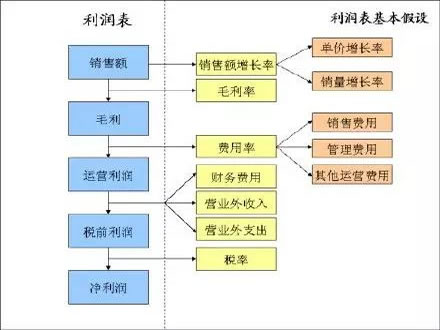 利润表
利润表基本假设
销售额
销售额增长率
单价增长率
销量增长率
毛利率
毛利
费用率
销售费用
管理费用
其他运营费用
运营利润
财务费用
营业外收入
营业外支出
税前利润
税率
净利润